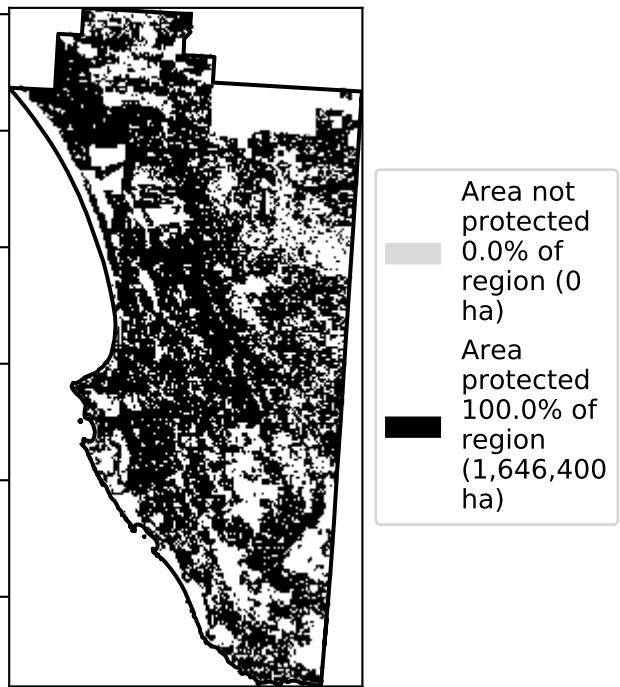 Area not
protected
0.0% of
region (0
ha)
Area
protected
100.0% of
region
(1,646,400
ha)